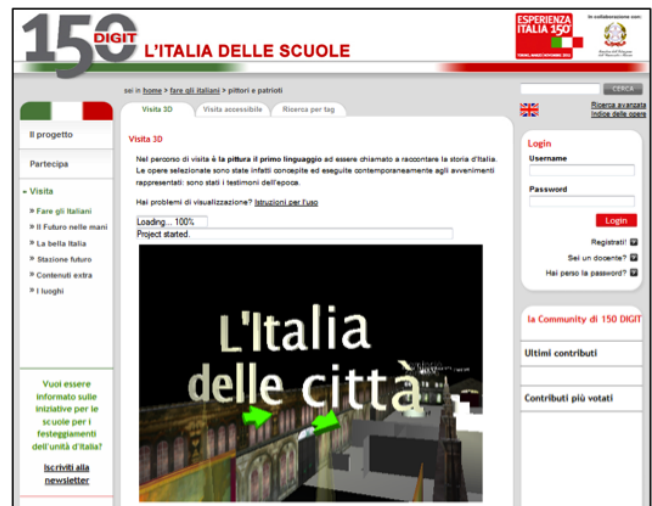 150 DIGIT L'ITALIA DELLE SCUOLE
ESPERIENZA
ITALIA 150°
In collaborazione con:
sei in home > fare gli italiani > pittori e patrioti
CERCA
Visita 3D
Visita accessibile
Ricerca per tag
Ricerca avanzata
Indice delle opere
Il progetto
Partecipa
Visita
» Fare gli Italiani
» Il Futuro nelle mani
» La bella Italia
» Stazione futuro
» Contenuti extra
» I luoghi
Vuoi essere
informato sulle
iniziative per le
scuole per i
festeggiamenti
dell'unità d'Italia?
Iscriviti alla
newsletter
Visita 3D
Nel percorso di visita è la pittura il primo linguaggio ad essere chiamato a raccontare la storia d'Italia.
Le opere selezionate sono state infatti concepite ed eseguite contemporaneamente agli avvenimenti
rappresentati: sono stati i testimoni dell'epoca.
Hai problemi di visualizzazione? Istruzioni per l'uso
Loading... 100%
Project started.
L'Italia
delle città
Login
Username
Password
Login
Registrati!
Sei un docente?
Hai perso la password?
la Community di 150 DIGIT
Ultimi contributi
Contributi più votati